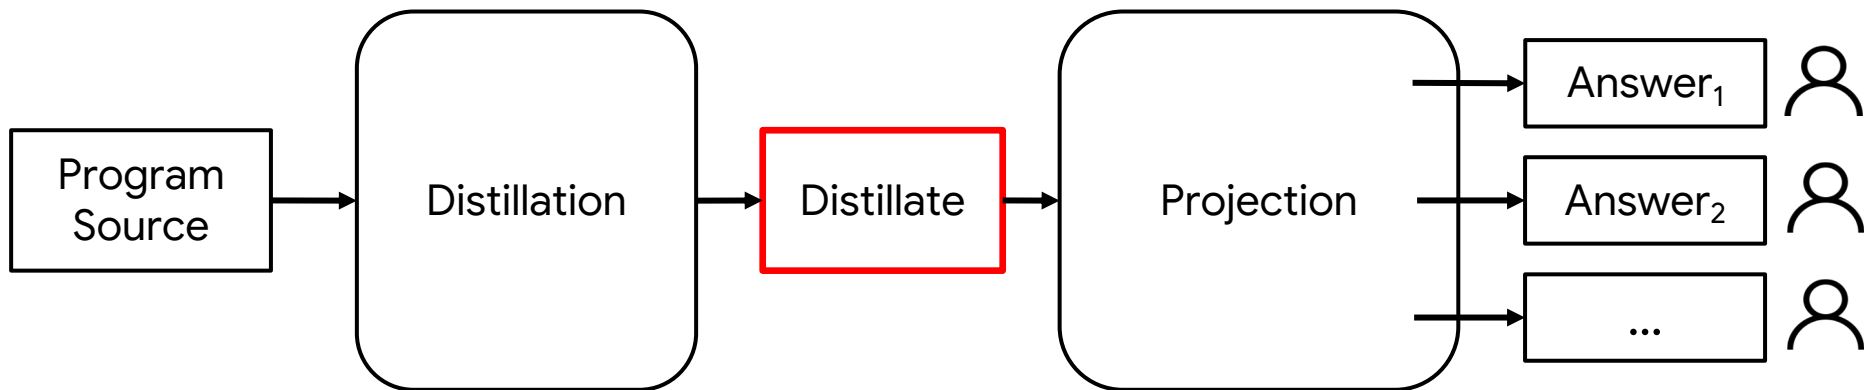 Program
Source
Distillation
Distillate
Projection
Answer₁
Answer₂
...